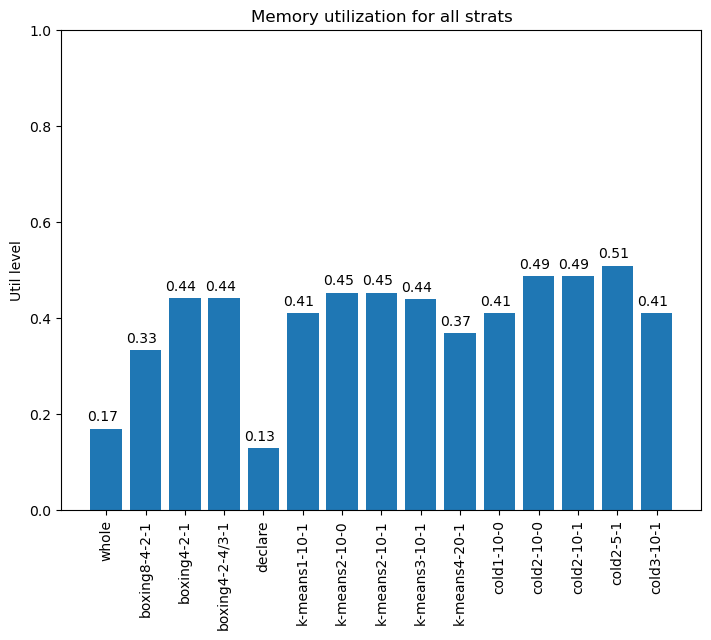 Memory utilization for all strats
Util level
1.0
0.8
0.6
0.4
0.2
0.0
0.17
0.33
0.44
0.44
0.13
0.41
0.45
0.45
0.44
0.37
0.41
0.49
0.49
0.51
0.41
whole
boxing8-4-2-1
boxing4-2-1
boxing4-2-4/3-1
declare
k-means1-10-1
k-means2-10-0
k-means2-10-1
k-means3-10-1
k-means4-20-1
cold1-10-0
cold2-10-0
cold2-10-1
cold2-5-1
cold3-10-1